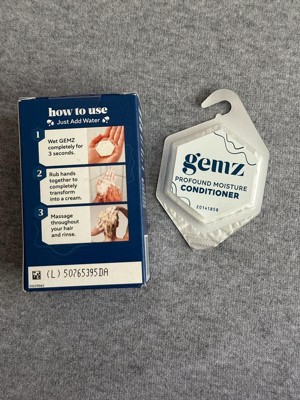 how to use
Just Add Water
1
Wet GEMZ
completely for
3 seconds.
2
Rub hands
together to
completely
transform
into a cream.
3
Massage
throughout
your hair
and rinse.
(L) 50765395DA
gemz
PROFOUND MOISTURE
CONDITIONER
20141858